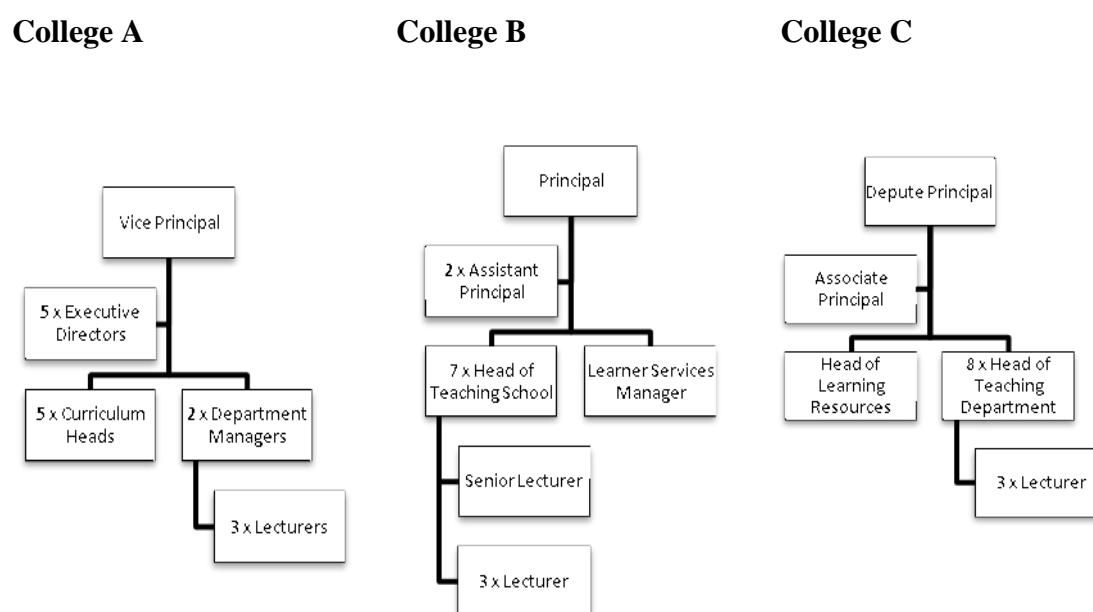 College A
College B
College C
Vice Principal
5 x Executive
Directors
5 x Curriculum
Heads
2 x Department
Managers
3 x Lecturers
Principal
2 x Assistant
Principal
7 x Head of
Teaching School
Learner Services
Manager
Senior Lecturer
3 x Lecturer
Depute Principal
Associate
Principal
Head of
Learning
Resources
8 x Head of
Teaching
Department
3 x Lecturer